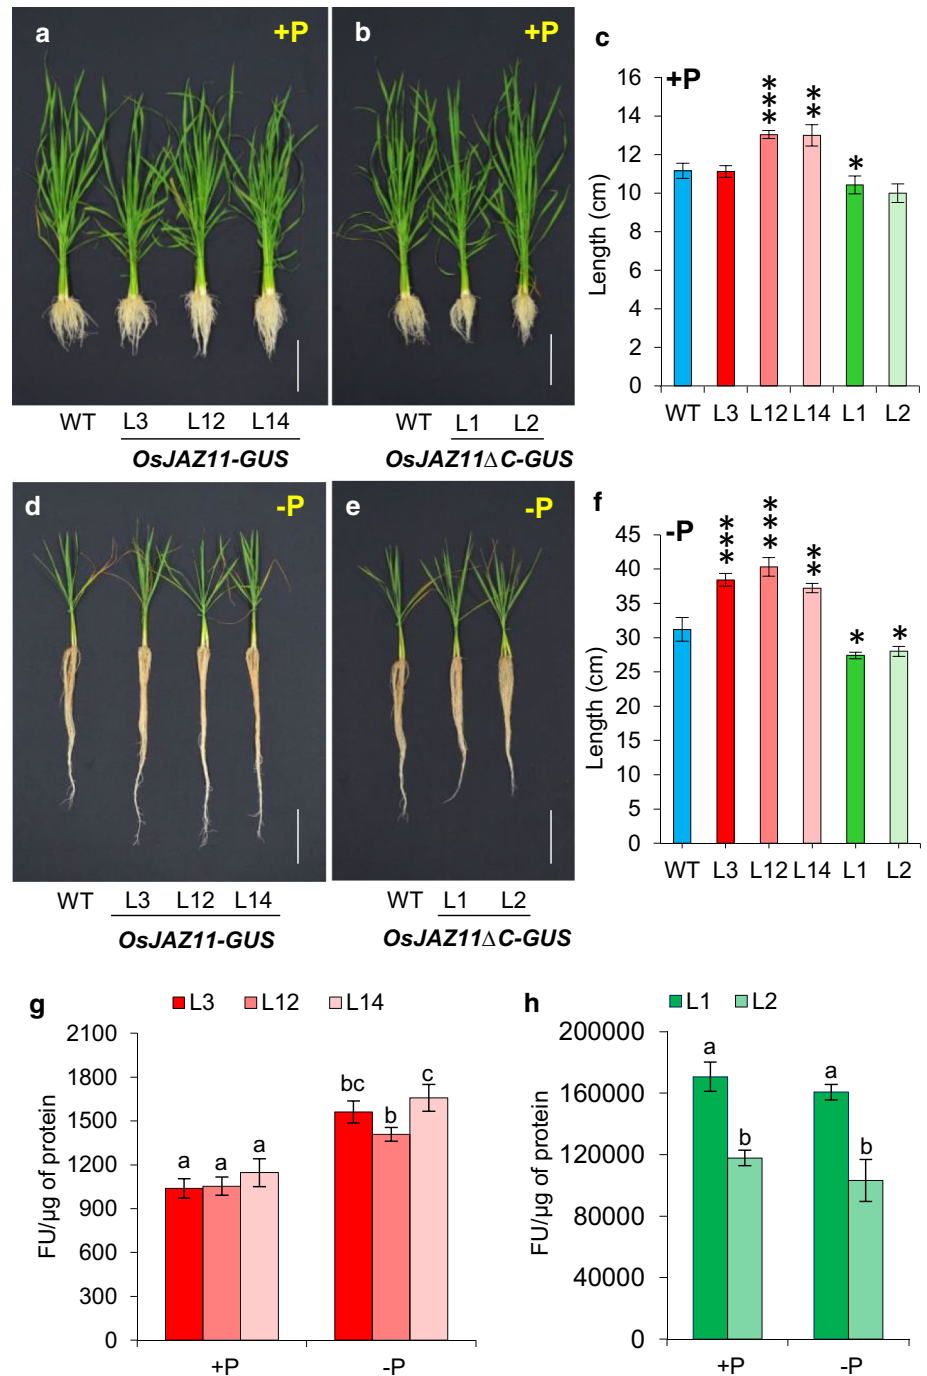 a +P
b +P
WT L3 L12 L14
OsJAZ11-GUS
L1 L2
OsJAZ11ΔC-GUS
c
+P
Length (cm)
16
14
12
10
8
6
4
2
0
*** ** *
WT L3 L12 L14 L1 L2
d -P
e -P
WT L3 L12 L14
OsJAZ11-GUS
WT L1 L2
OsJAZ11ΔC-GUS
f
-P
Length (cm)
45
40
35
30
25
20
15
10
5
0
*** *** ** * *
WT L3 L12 L14 L1 L2
g
L3 L12 L14
FU/µg of protein
2100
1800
1500
1200
900
600
300
0
a a a bc b c
+P -P
h
L1 L2
FU/µg of protein
200000
160000
120000
80000
40000
0
a b a b
+P -P